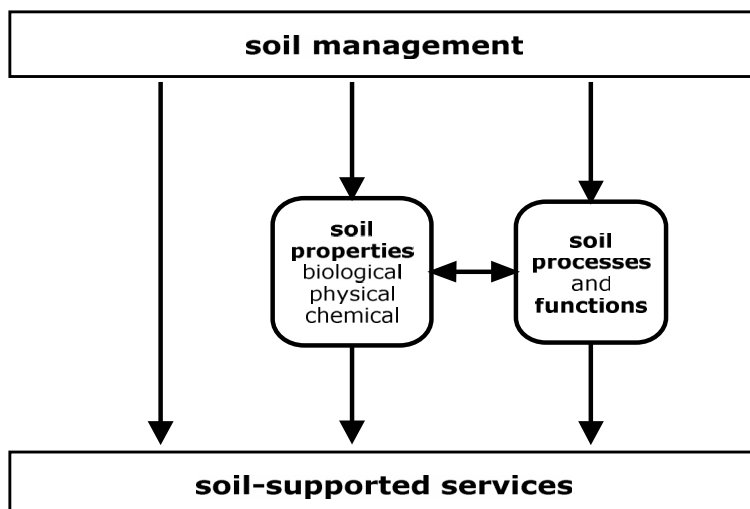 soil management
soil
properties
biological
physical
chemical
soil
processes
and
functions
soil-supported services